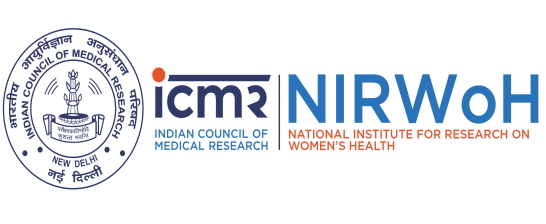 भारतीय आयुर्विज्ञान अनुसंधान परिषद
INDIAN COUNCIL OF MEDICAL RESEARCH
NEW DELHI
नई दिल्ली
icmr
INDIAN COUNCIL OF
MEDICAL RESEARCH
NIRWoH
NATIONAL INSTITUTE FOR RESEARCH ON
WOMEN'S HEALTH